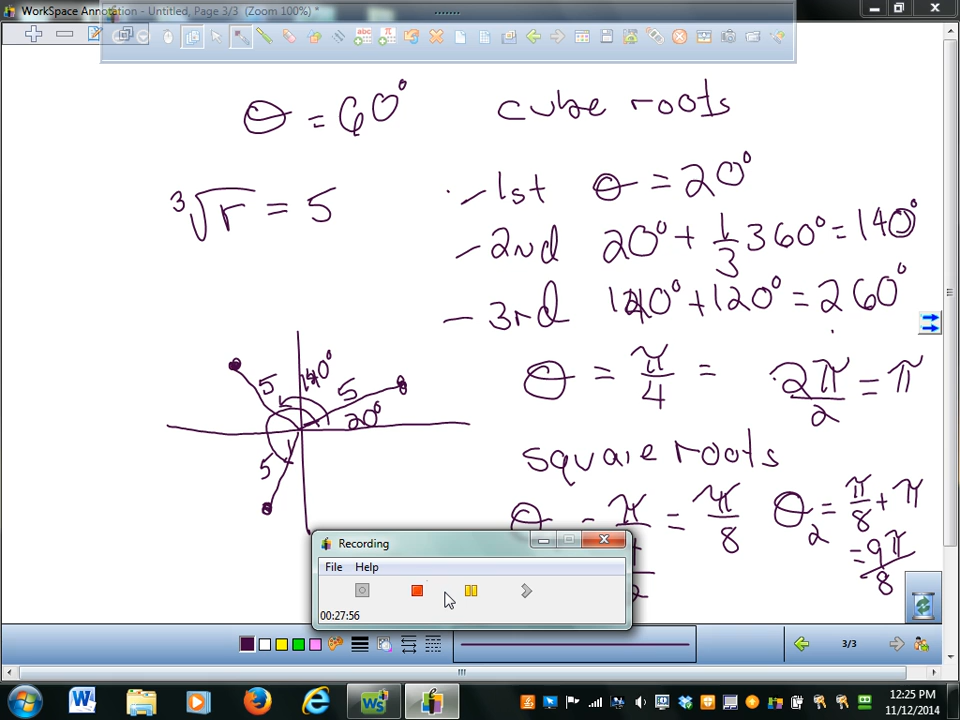 WorkSpace Annotation - Untitled, Page 3/3 (Zoom 100%) *
θ = 60° cube roots
∛r = 5
- 1st θ = 20°
- 2nd 20° + 1/3 360° = 140°
- 3rd 140° + 120° = 260°
θ = π/4 = 2π/2 = π
5 140° 5
20°
5
square roots
θ = π = π/8 θ₂ = π/8 + π
= 9π/8
2
Recording
File Help
00:27:56
3/3
12:25 PM
11/12/2014